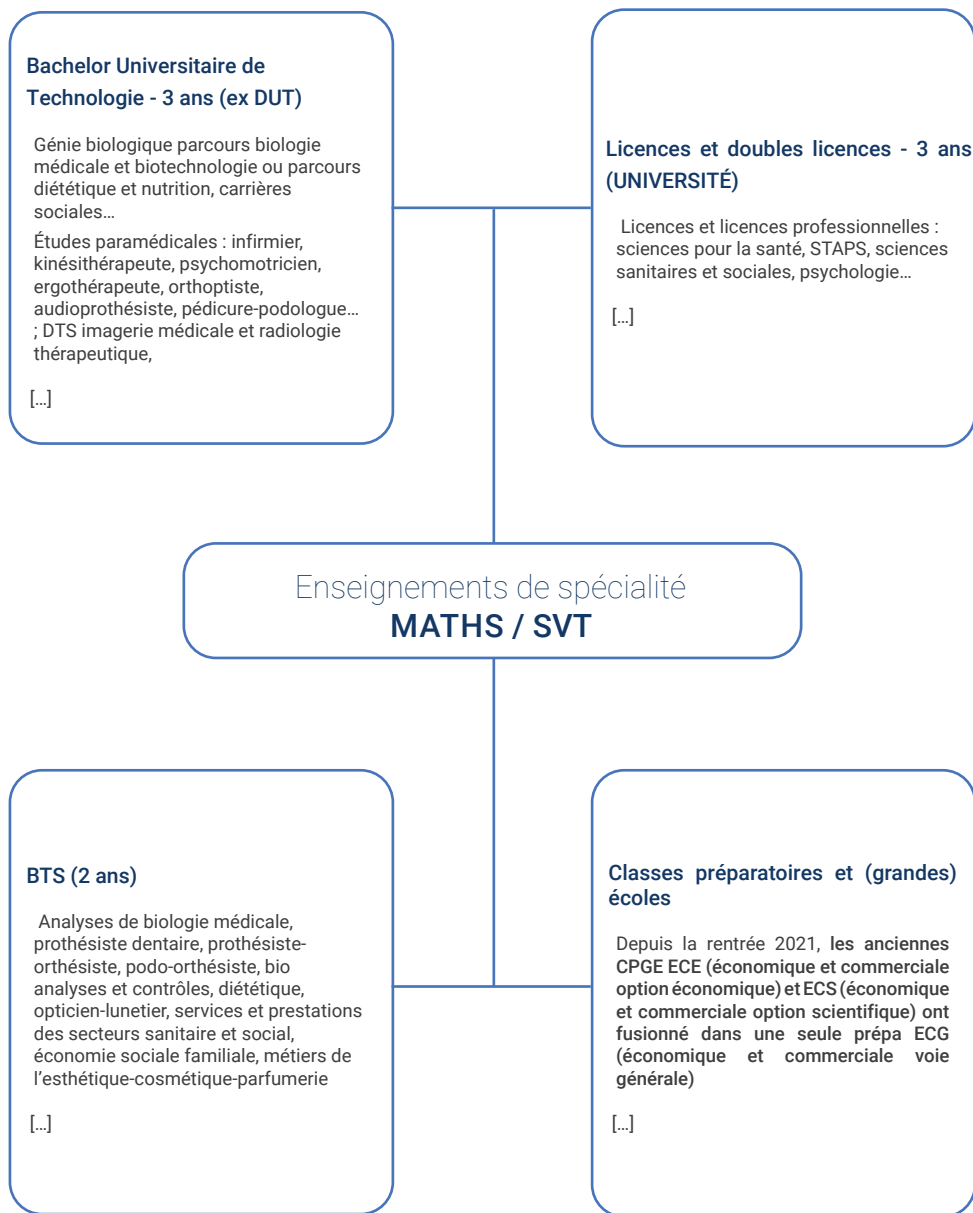 Bachelor Universitaire de
Technologie - 3 ans (ex DUT)
Génie biologique parcours biologie
médicale et biotechnologie ou parcours
diététique et nutrition, carrières
sociales…
Études paramédicales : infirmier,
kinésithérapeute, psychomotricien,
ergothérapeute, orthoptiste,
audioprothésiste, pédicure-podologue…
; DTS imagerie médicale et radiologie
thérapeutique,
[…]
Licences et doubles licences - 3 ans
(UNIVERSITÉ)
Licences et licences professionnelles :
sciences pour la santé, STAPS, sciences
sanitaires et sociales, psychologie…
[…]
Enseignements de spécialité
MATHS / SVT
BTS (2 ans)
Analyses de biologie médicale,
prothésiste dentaire, prothésiste-
orthésiste, podo-orthésiste, bio
analyses et contrôles, diététique,
opticien-lunetier, services et prestations
des secteurs sanitaire et social,
économie sociale familiale, métiers de
l’esthétique-cosmétique-parfumerie
[…]
Classes préparatoires et (grandes)
écoles
Depuis la rentrée 2021, les anciennes
CPGE ECE (économique et commerciale
option économique) et ECS (économique
et commerciale option scientifique) ont
fusionné dans une seule prépa ECG
(économique et commerciale voie
générale)
[…]